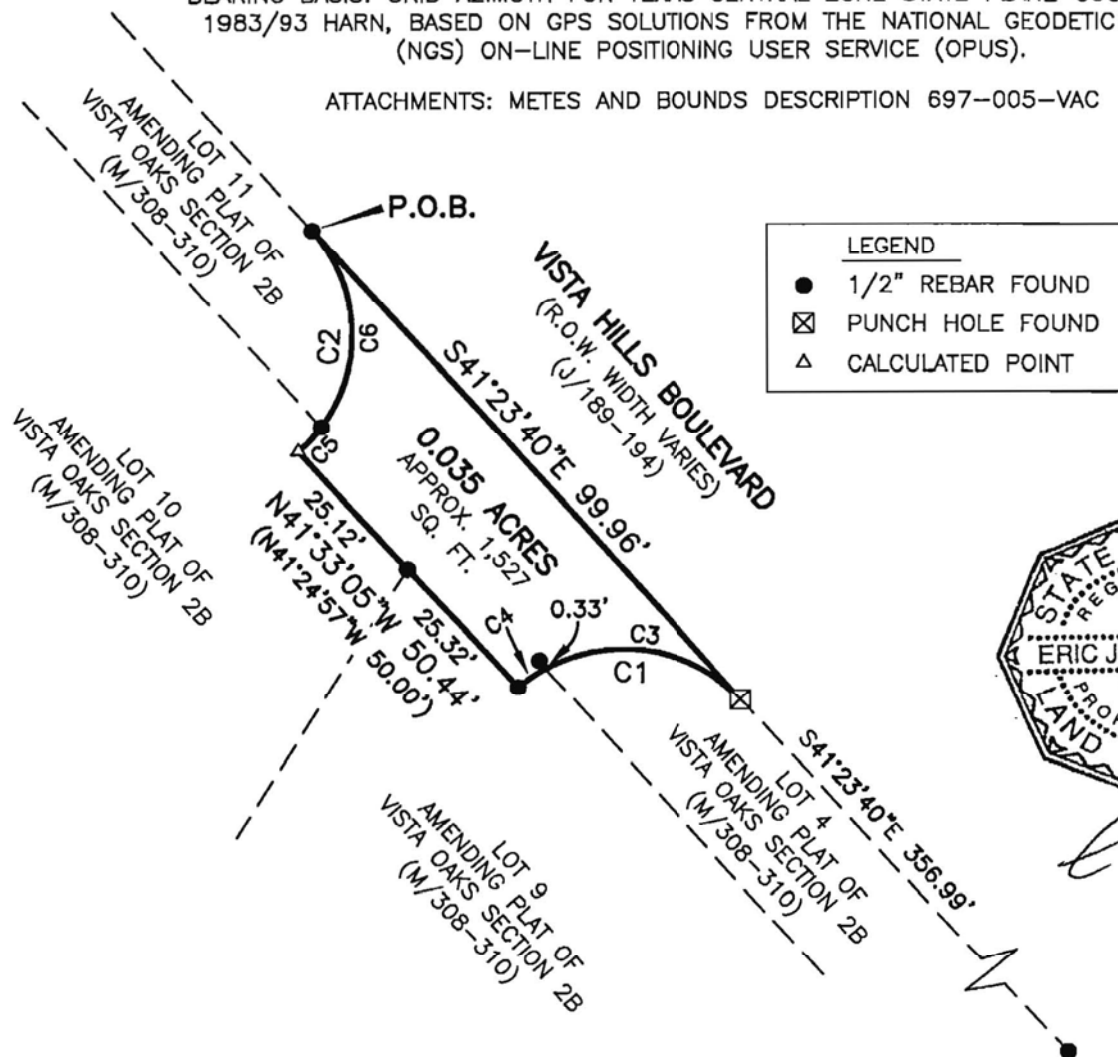 1983/93 HARN, BASED ON GPS SOLUTIONS FROM THE NATIONAL GEODETIC
(NGS) ON-LINE POSITIONING USER SERVICE (OPUS).
ATTACHMENTS: METES AND BOUNDS DESCRIPTION 697-005-VAC
LOT 11
AMENDING PLAT OF
VISTA OAKS SECTION 2B
(M/308-310)
P.O.B.
VISTA HILLS BOULEVARD
(R.O.W. WIDTH VARIES)
(J/189-194)
LEGEND
1/2" REBAR FOUND
PUNCH HOLE FOUND
CALCULATED POINT
C2
C6
S41°23'40"E 99.96'
C5
0.035 ACRES
APPROX. 1,527
SQ. FT.
LOT 10
AMENDING PLAT OF
VISTA OAKS SECTION 2B
(M/308-310)
25.12'
N41°33'05"W 50.44'
(N41°24'57"W 50.00')
25.32'
C4
0.33'
C3
C1
STATE
REG
ERIC J
PRO
LAND
LOT 4
AMENDING PLAT OF
VISTA OAKS SECTION 2B
(M/308-310)
S41°23'40"E 356.99'
LOT 9
AMENDING PLAT OF
VISTA OAKS SECTION 2B
(M/308-310)